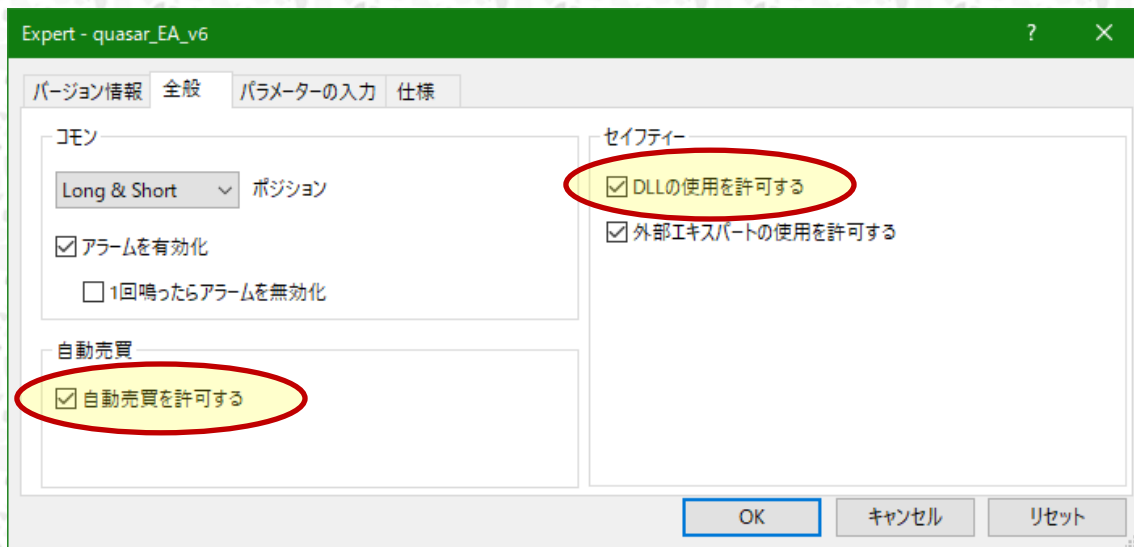 Expert - quasar_EA_v6
バージョン情報 全般 パラメーターの入力 仕様
コモン
Long & Short ポジション
アラームを有効化
1回鳴ったらアラームを無効化
自動売買
自動売買を許可する
セイフティー
DLLの使用を許可する
外部エキスパートの使用を許可する
OK キャンセル リセット